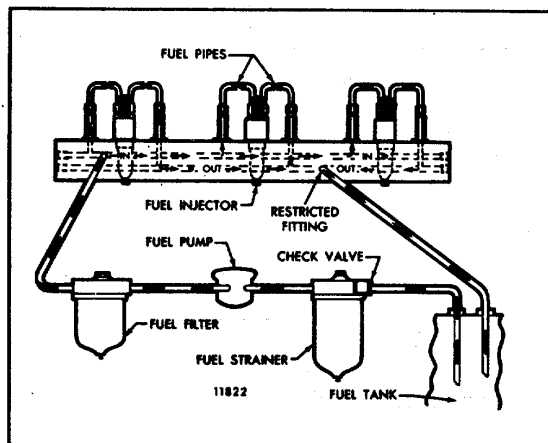 FUEL PIPES
IN
IN
OUT
OUT
FUEL INJECTOR
RESTRICTED
FITTING
FUEL PUMP
CHECK VALVE
FUEL FILTER
FUEL STRAINER
11822
FUEL TANK